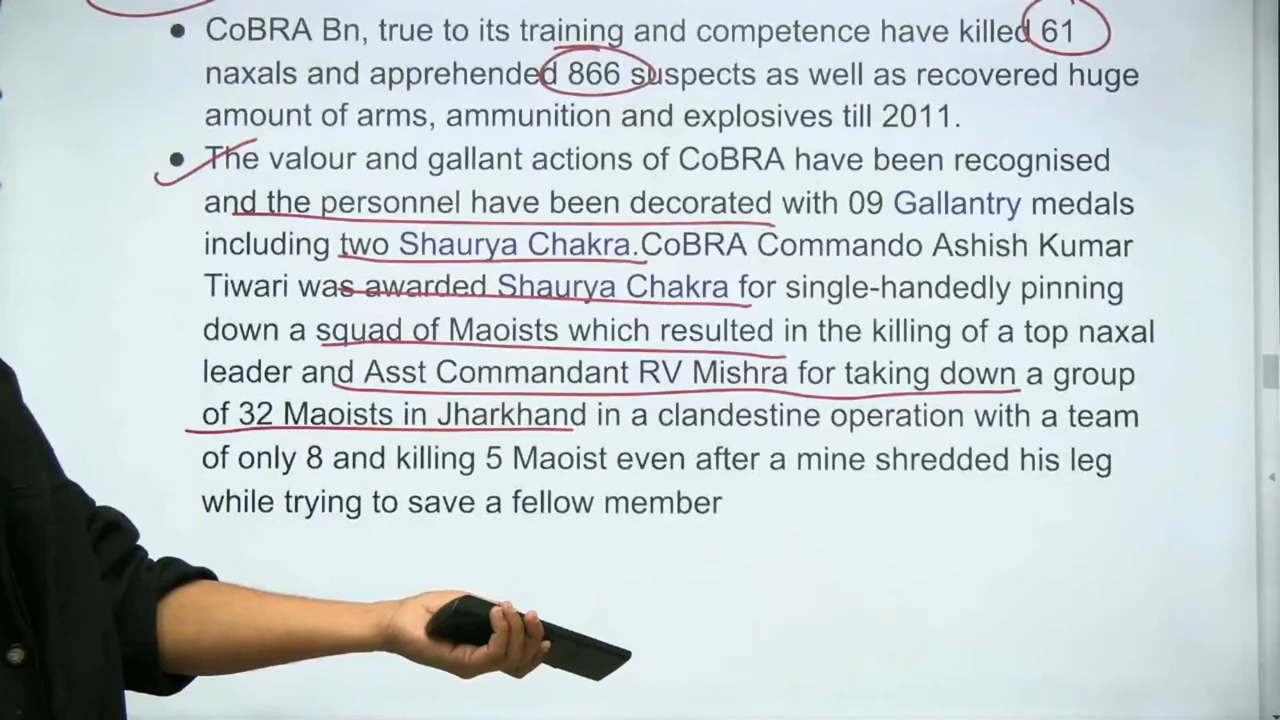 CoBRA Bn, true to its training and competence have killed 61
naxals and apprehended 866 suspects as well as recovered huge
amount of arms, ammunition and explosives till 2011.
The valour and gallant actions of CoBRA have been recognised
and the personnel have been decorated with 09 Gallantry medals
including two Shaurya Chakra.CoBRA Commando Ashish Kumar
Tiwari was awarded Shaurya Chakra for single-handedly pinning
down a squad of Maoists which resulted in the killing of a top naxal
leader and Asst Commandant RV Mishra for taking down a group
of 32 Maoists in Jharkhand in a clandestine operation with a team
of only 8 and killing 5 Maoist even after a mine shredded his leg
while trying to save a fellow member